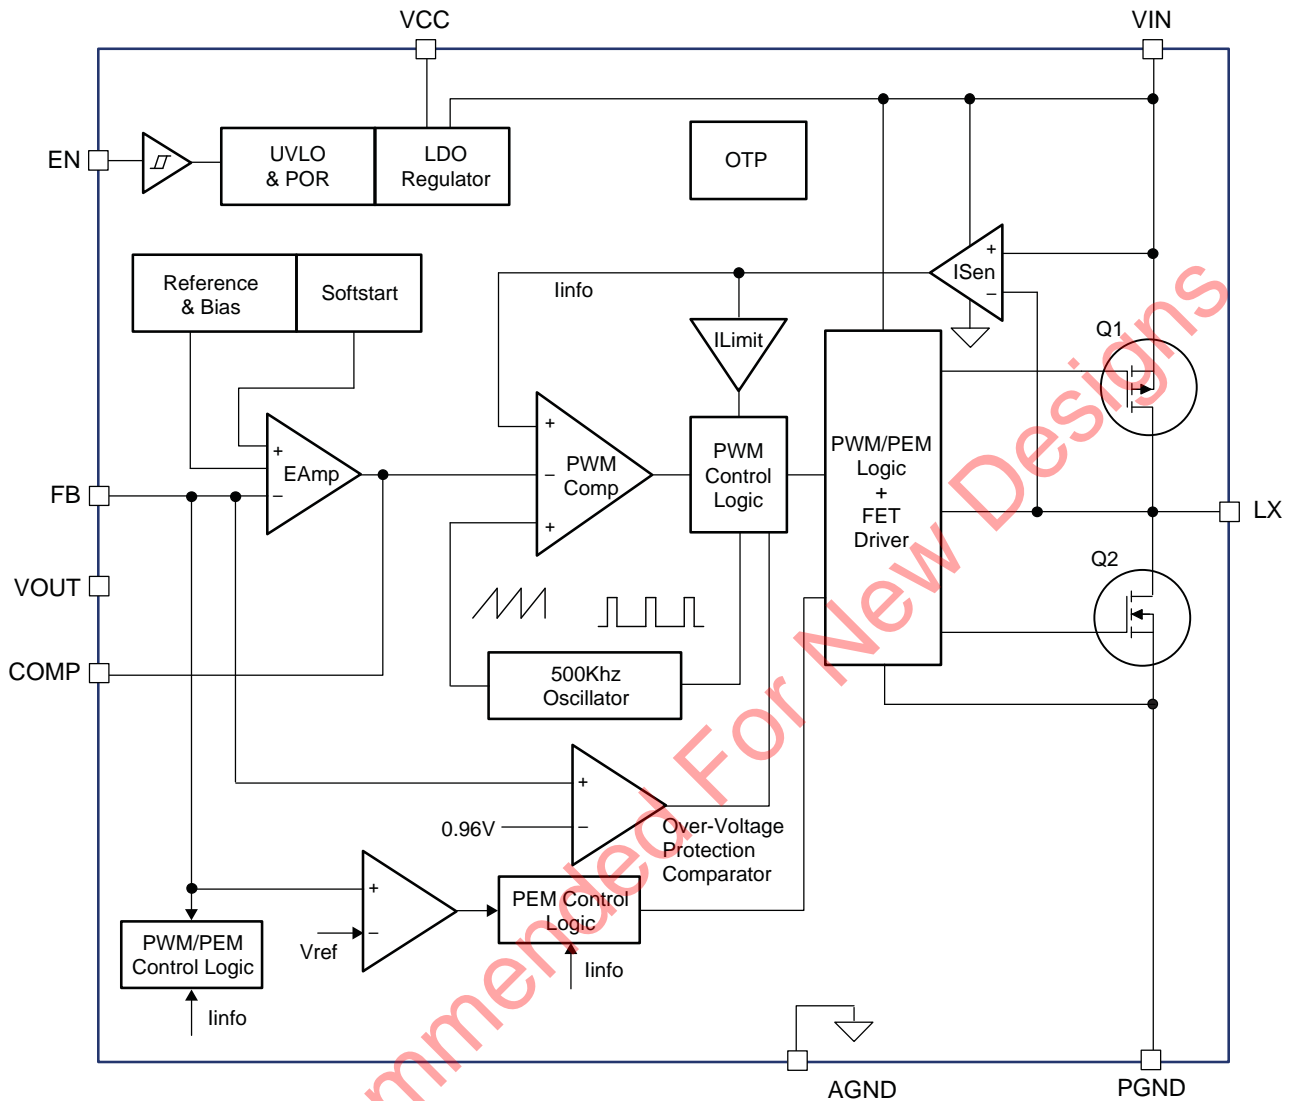 VCC
VIN
EN
UVLO
& POR
LDO
Regulator
OTP
Reference
& Bias
Softstart
Iinfo
+
ISen
−
ILimit
Q1
+
EAmp
−
+
−
+
PWM
Comp
PWM
Control
Logic
PWM/PEM
Logic
+
FET
Driver
FB
LX
VOUT
Q2
COMP
500Khz
Oscillator
+
−
0.96V
Over-Voltage
Protection
Comparator
+
−
Vref
PEM Control
Logic
Iinfo
PWM/PEM
Control Logic
Iinfo
AGND
PGND
mmended For New Designs